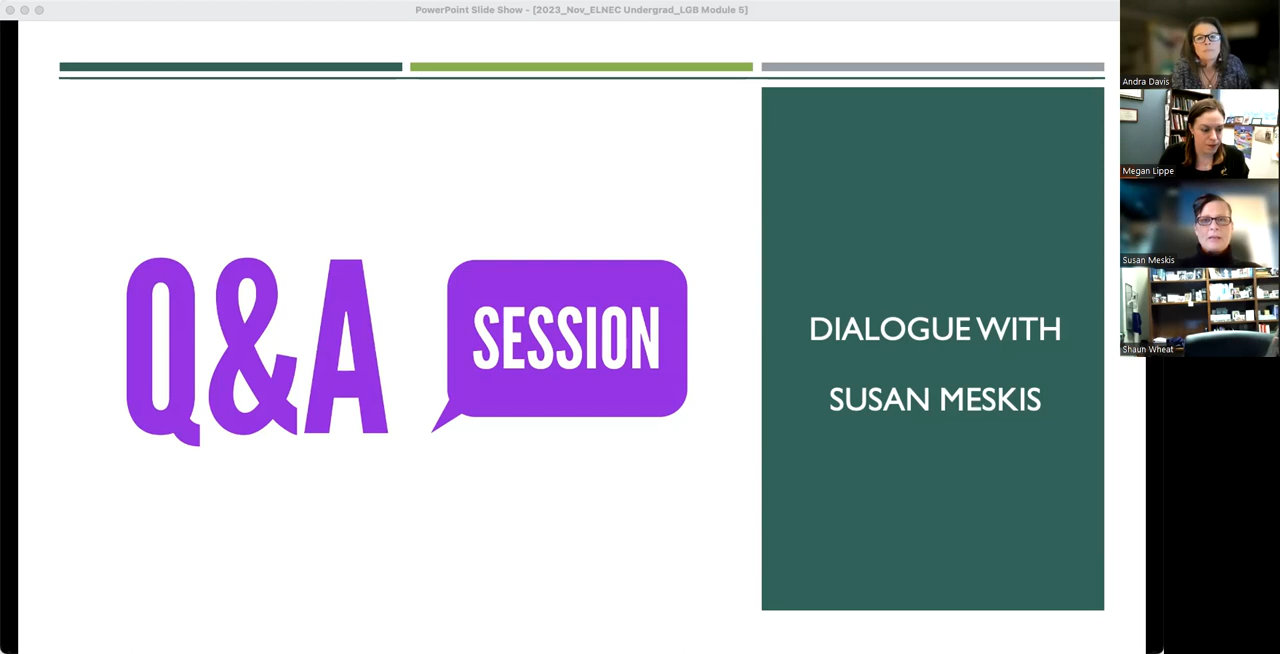 PowerPoint Slide Show - [2023_Nov_ELNEC Undergrad_LGB Module 5]
Q&A
SESSION
DIALOGUE WITH
SUSAN MESKIS
Andra Davis
Megan Lippe
Susan Meskis
Shaun Wheat